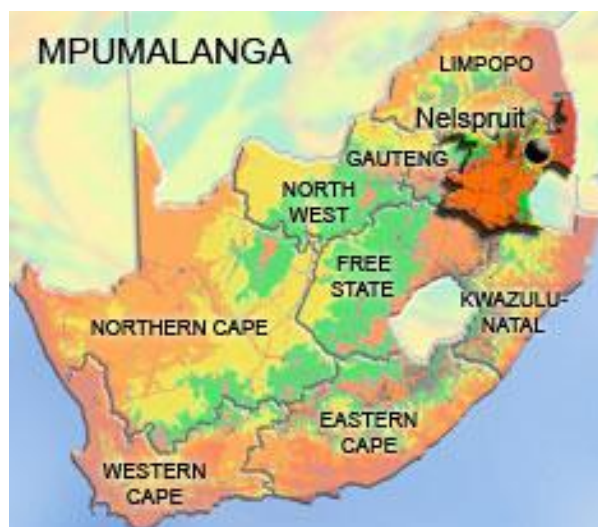 MPUMALANGA
LIMPOPO
Nelspruit
GAUTENG
NORTH
WEST
FREE
STATE
KWAZULU-
NATAL
NORTHERN CAPE
EASTERN
CAPE
WESTERN
CAPE